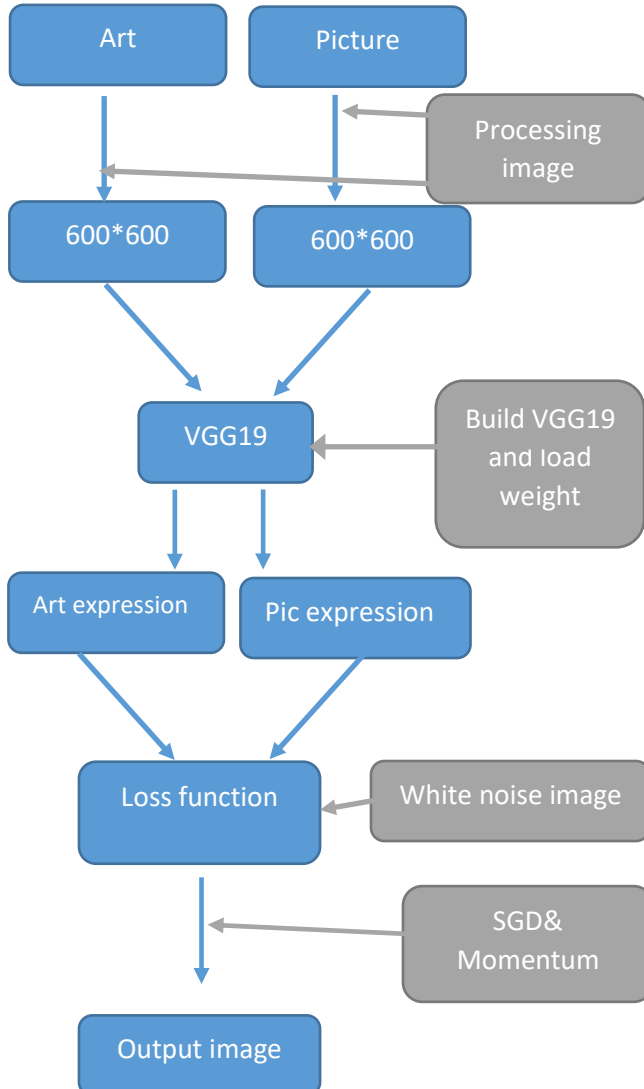 Art
Picture
Processing
image
600*600
600*600
VGG19
Build VGG19
and load
weight
Art expression
Pic expression
Loss function
White noise image
SGD&
Momentum
Output image